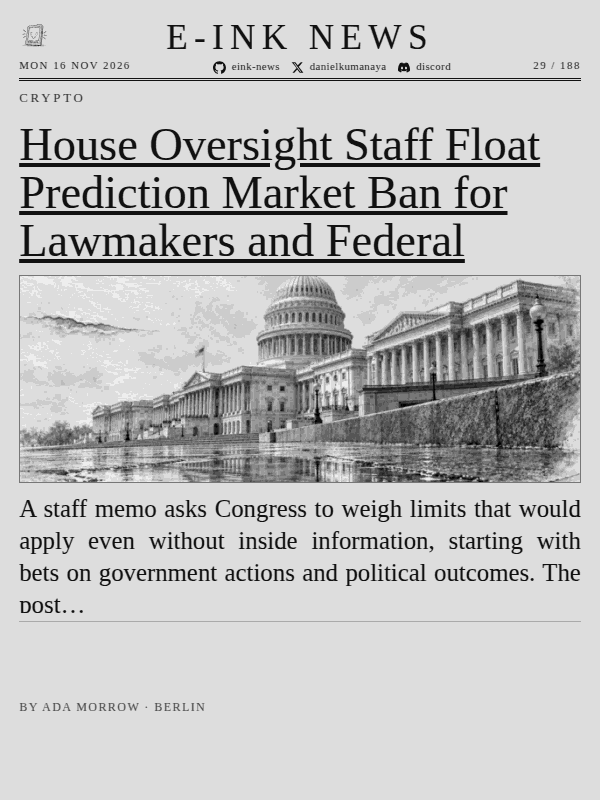 E-INK NEWS
MON 16 NOV 2026
eink-news
danielkumanaya
discord
29 / 188
CRYPTO
House Oversight Staff Float
Prediction Market Ban for
Lawmakers and Federal
A staff memo asks Congress to weigh limits that would
apply even without inside information, starting with
bets on government actions and political outcomes. The
post…
BY ADA MORROW · BERLIN